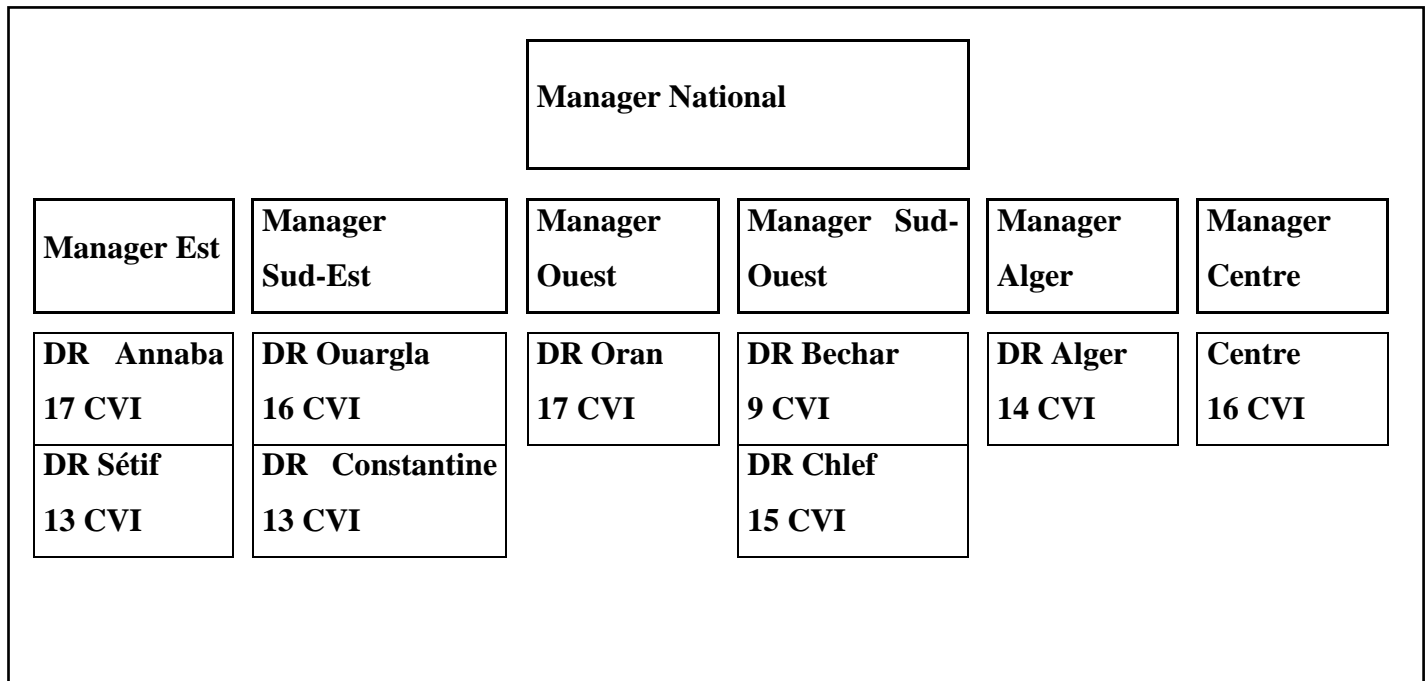 Manager National
Manager Est
Manager
Sud-Est
Manager
Ouest
Manager Sud-
Ouest
Manager
Alger
Manager
Centre
DR Annaba
17 CVI
DR Ouargla
16 CVI
DR Oran
17 CVI
DR Bechar
9 CVI
DR Alger
14 CVI
Centre
16 CVI
DR Sétif
13 CVI
DR Constantine
13 CVI
DR Chlef
15 CVI